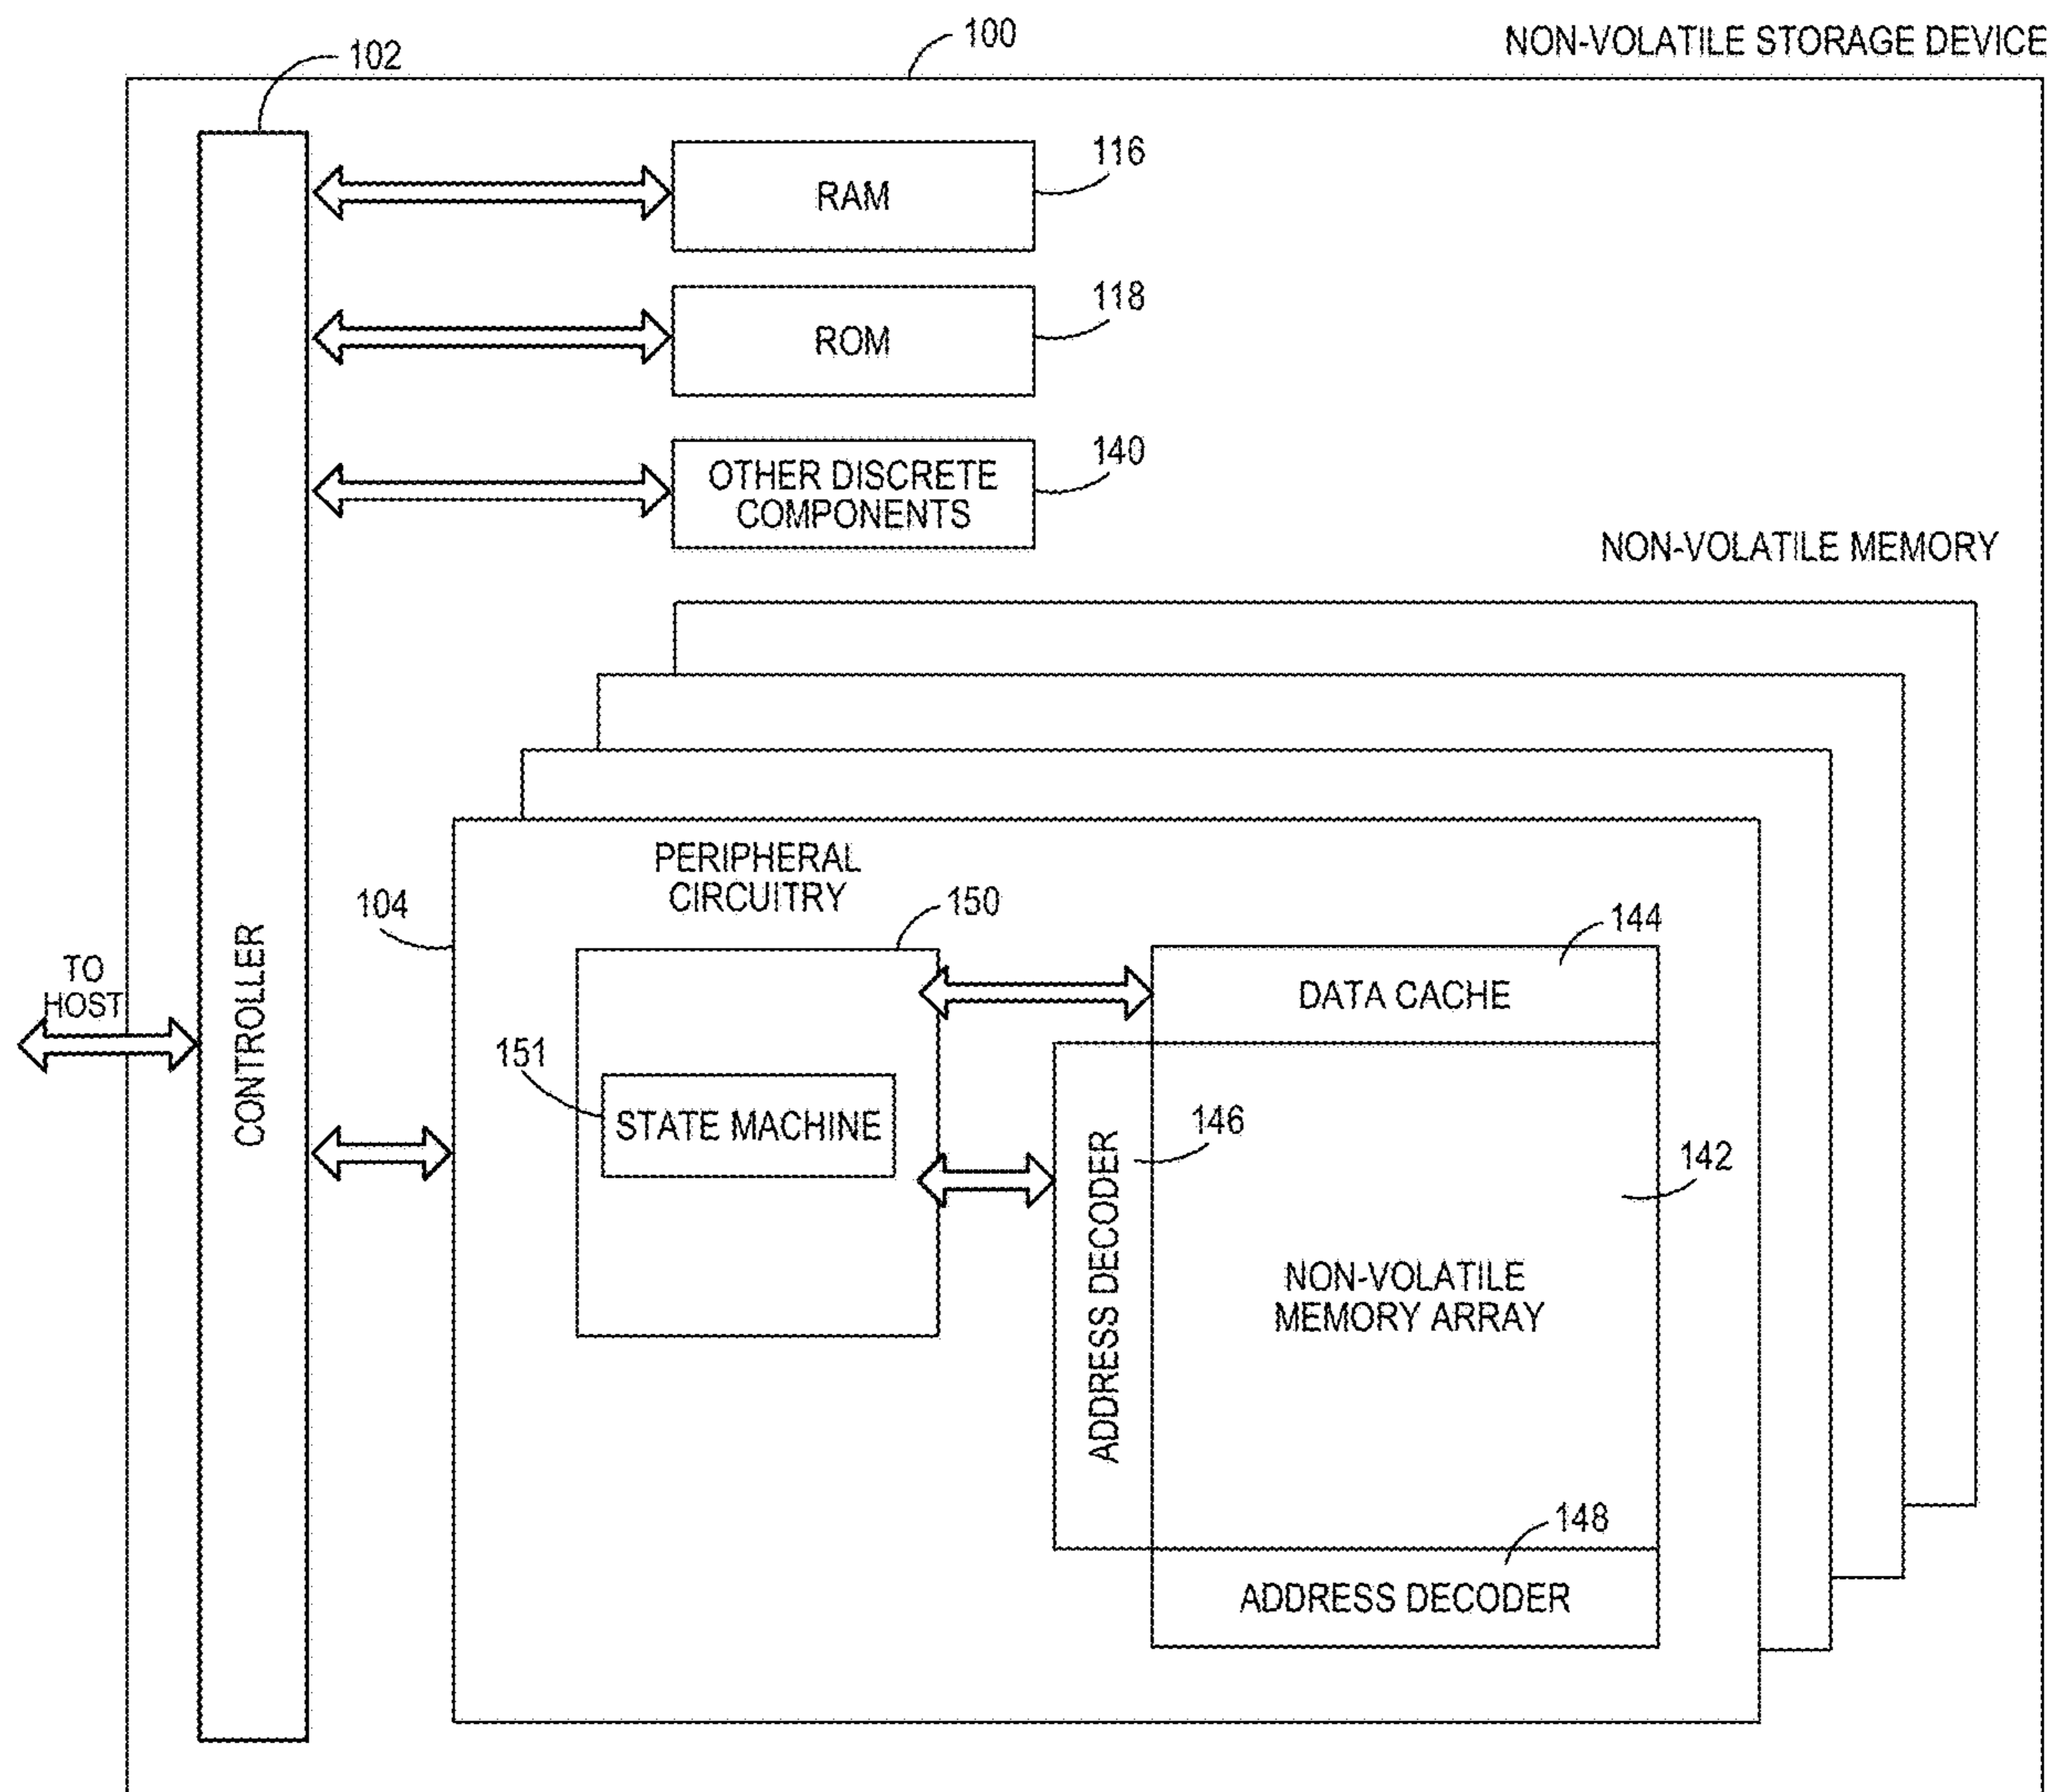 100
NON-VOLATILE STORAGE DEVICE
102
116
RAM
118
ROM
140
OTHER DISCRETE
COMPONENTS
NON-VOLATILE MEMORY
PERIPHERAL
CIRCUITRY
104
150
144
DATA CACHE
TO
HOST
CONTROLLER
151
STATE MACHINE
146
ADDRESS DECODER
142
NON-VOLATILE
MEMORY ARRAY
148
ADDRESS DECODER